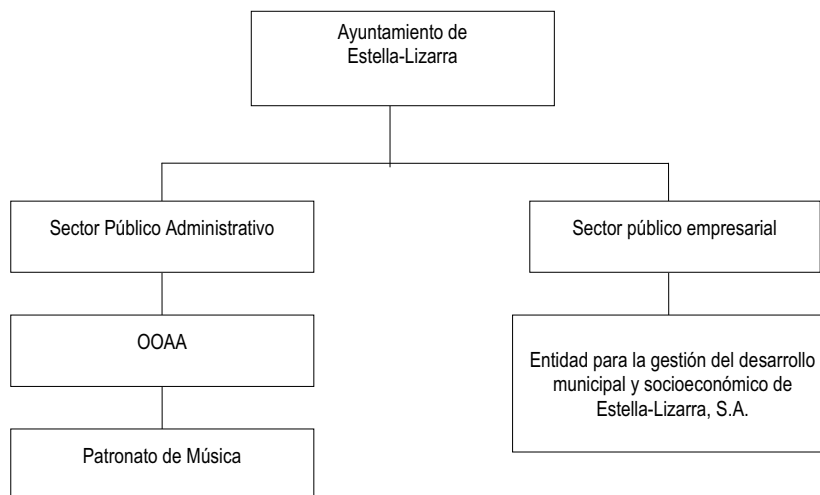 Ayuntamiento de
Estella-Lizarra
Sector Público Administrativo
Sector público empresarial
OOAA
Entidad para la gestión del desarrollo
municipal y socioeconómico de
Estella-Lizarra, S.A.
Patronato de Música